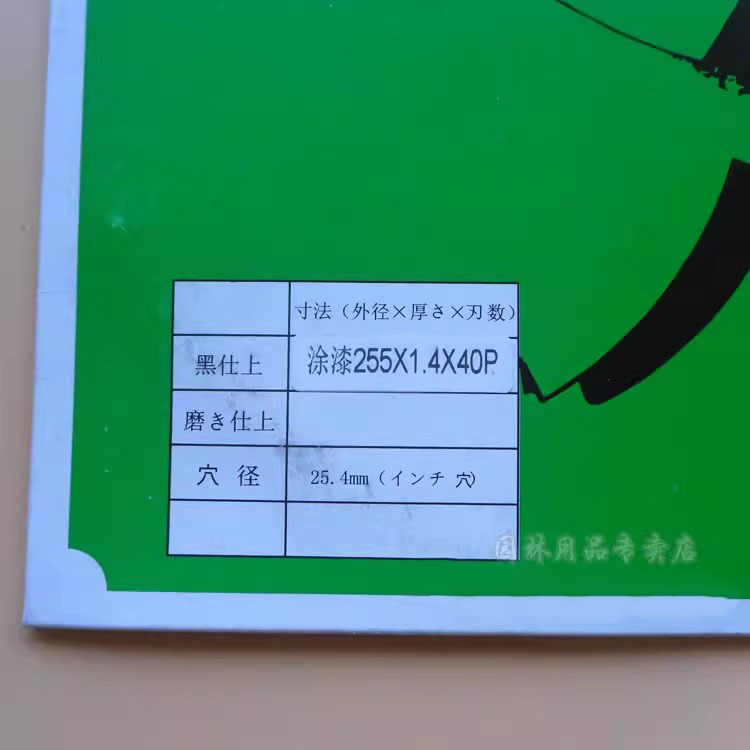 寸法（外径×厚さ×刃数）
黑仕上 涂漆255X1.4X40P
磨き仕上
穴 径 25.4mm（インチ 穴）
园林用品专卖店